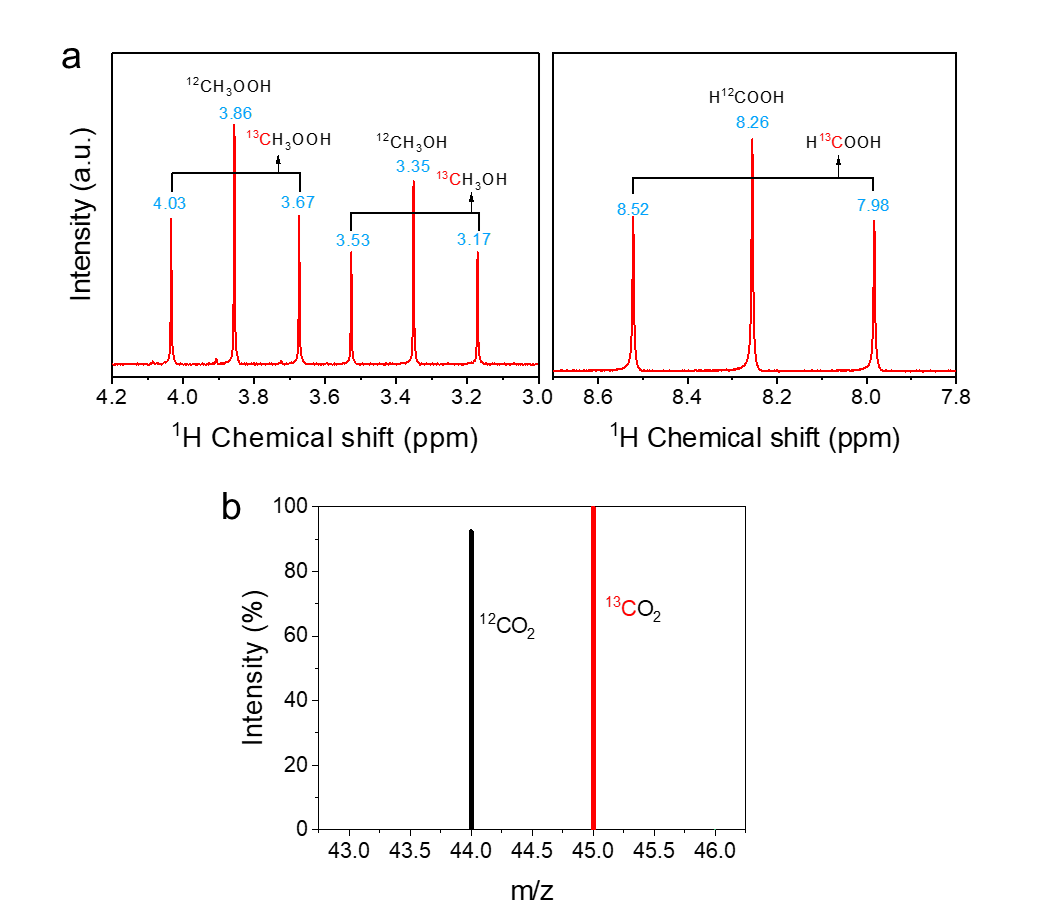 a
Intensity (a.u.)
¹²CH₃OOH
3.86
¹³CH₃OOH
4.03
3.67
¹²CH₃OH
3.35
¹³CH₃OH
3.53
3.17
4.2 4.0 3.8 3.6 3.4 3.2 3.0
¹H Chemical shift (ppm)
H¹²COOH
8.26
H¹³COOH
8.52
7.98
8.6 8.4 8.2 8.0 7.8
¹H Chemical shift (ppm)
b
Intensity (%)
100
80
60
40
20
0
¹²CO₂
¹³CO₂
43.0 43.5 44.0 44.5 45.0 45.5 46.0
m/z